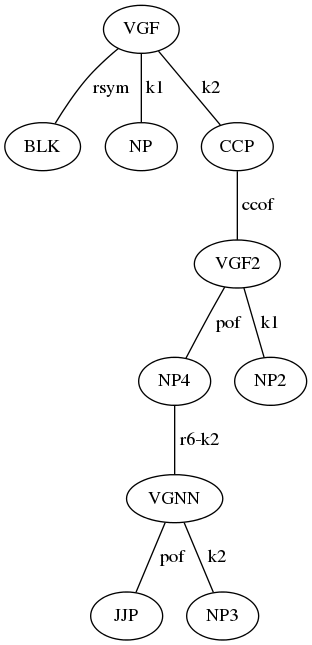 VGF
rsym k1 k2
BLK NP CCP
ccof
VGF2
pof k1
NP4 NP2
r6-k2
VGNN
pof k2
JJP NP3